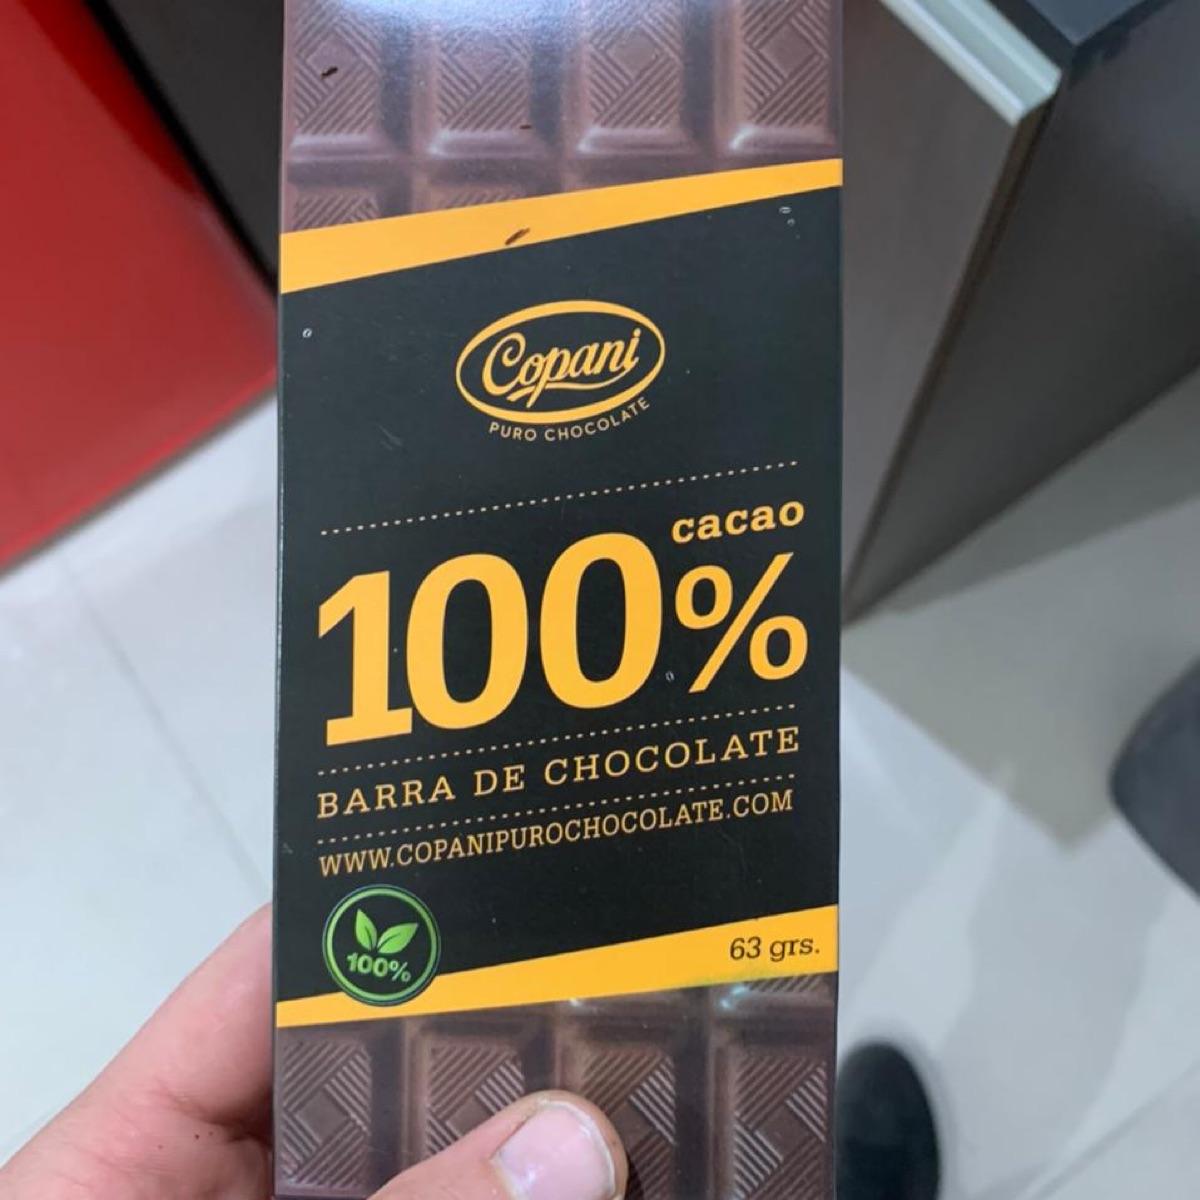 Copani
PURO CHOCOLATE
cacao
100%
BARRA DE CHOCOLATE
WWW.COPANIPUROCHOCOLATE.COM
100%
63 grs.